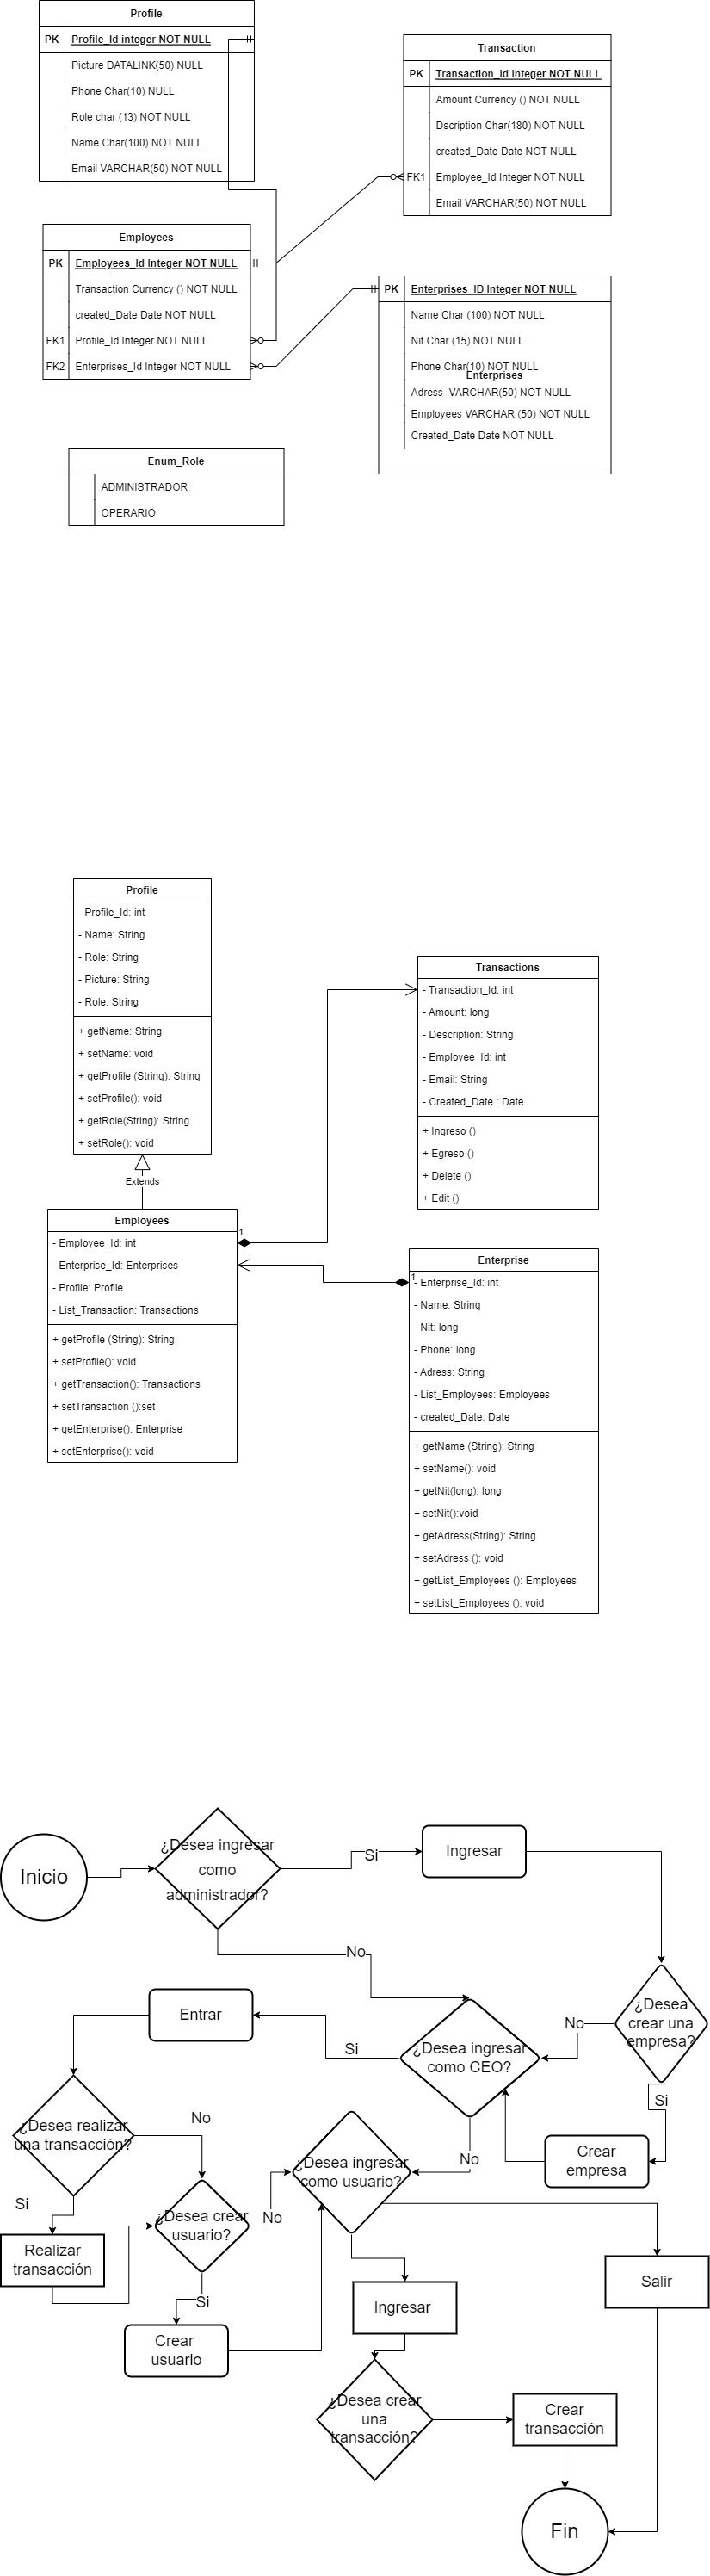 Profile
PK Profile_Id integer NOT NULL
Picture DATALINK(50) NULL
Phone Char(10) NULL
Role char (13) NOT NULL
Name Char(100) NOT NULL
Email VARCHAR(50) NOT NULL
Transaction
PK Transaction_Id Integer NOT NULL
Amount Currency () NOT NULL
Dscription Char(180) NOT NULL
created_Date Date NOT NULL
FK1 Employee_Id Integer NOT NULL
Email VARCHAR(50) NOT NULL
Employees
PK Employees_Id Integer NOT NULL
Transaction Currency () NOT NULL
created_Date Date NOT NULL
FK1 Profile_Id Integer NOT NULL
FK2 Enterprises_Id Integer NOT NULL
PK Enterprises_ID Integer NOT NULL
Name Char (100) NOT NULL
Nit Char (15) NOT NULL
Phone Char(10) NOT NULL
Enterprises
Adress VARCHAR(50) NOT NULL
Employees VARCHAR (50) NOT NULL
Created_Date Date NOT NULL
Enum_Role
ADMINISTRADOR
OPERARIO
Profile
- Profile_Id: int
- Name: String
- Role: String
- Picture: String
- Role: String
+ getName: String
+ setName: void
+ getProfile (String): String
+ setProfile(): void
+ getRole(String): String
+ setRole(): void
Extends
Transactions
- Transaction_Id: int
- Amount: long
- Description: String
- Employee_Id: int
- Email: String
- Created_Date : Date
+ Ingreso ()
+ Egreso ()
+ Delete ()
+ Edit ()
Employees
1
- Employee_Id: int
- Enterprise_Id: Enterprises
- Profile: Profile
- List_Transaction: Transactions
+ getProfile (String): String
+ setProfile(): void
+ getTransaction(): Transactions
+ setTransaction ():set
+ getEnterprise(): Enterprise
+ setEnterprise(): void
Enterprise
1
- Enterprise_Id: int
- Name: String
- Nit: long
- Phone: long
- Adress: String
- List_Employees: Employees
- created_Date: Date
+ getName (String): String
+ setName(): void
+ getNit(long): long
+ setNit():void
+ getAdress(String): String
+ setAdress (): void
+ getList_Employees (): Employees
+ setList_Employees (): void
Inicio
¿Desea ingresar
como
administrador?
Si
Ingresar
No
¿Desea
crear una
empresa?
No
Si
Crear
empresa
¿Desea ingresar
como CEO?
Si
Entrar
No
¿Desea realizar
una transacción?
No
Si
Realizar
transacción
¿Desea crear
usuario?
No
Si
Crear
usuario
¿Desea ingresar
como usuario?
Salir
Ingresar
¿Desea crear
una
transacción?
Crear
transacción
Fin